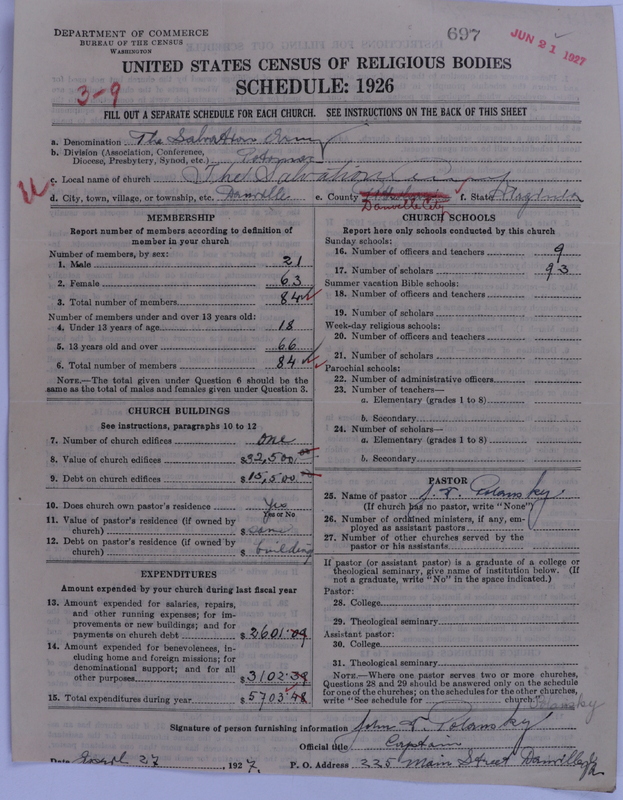 DEPARTMENT OF COMMERCE
BUREAU OF THE CENSUS
WASHINGTON
697
JUN 21 1927
UNITED STATES CENSUS OF RELIGIOUS BODIES
SCHEDULE: 1926
3-9
FILL OUT A SEPARATE SCHEDULE FOR EACH CHURCH. SEE INSTRUCTIONS ON THE BACK OF THIS SHEET
a. Denomination The Salvation Army
b. Division (Association, Conference,
Diocese, Presbytery, Synod, etc.) Potomac
c. Local name of church The Salvation Army
d. City, town, village, or township, etc. Danville e. County Danville City f. State Virginia
MEMBERSHIP
Report number of members according to definition of
member in your church
Number of members, by sex:
1. Male 21
2. Female 63
3. Total number of members 84
Number of members under and over 13 years old:
4. Under 13 years of age 18
5. 13 years old and over 66
6. Total number of members 84
NOTE.—The total given under Question 6 should be the
same as the total of males and females given under Question 3.
CHURCH BUILDINGS
See instructions, paragraphs 10 to 12
7. Number of church edifices one
8. Value of church edifices $32,500
9. Debt on church edifices $15,500
10. Does church own pastor's residence Yes
Yes or No
11. Value of pastor's residence (if owned by
church) $ same
12. Debt on pastor's residence (if owned by
church) $ building
EXPENDITURES
Amount expended by your church during last fiscal year
13. Amount expended for salaries, repairs,
and other running expenses; for im-
provements or new buildings; and for
payments on church debt $2601.09
14. Amount expended for benevolences, in-
cluding home and foreign missions; for
denominational support; and for all
other purposes $3102.39
15. Total expenditures during year $5703.48
CHURCH SCHOOLS
Report here only schools conducted by this church
Sunday schools:
16. Number of officers and teachers 9
17. Number of scholars 93
Summer vacation Bible schools:
18. Number of officers and teachers
19. Number of scholars
Week-day religious schools:
20. Number of officers and teachers
21. Number of scholars
Parochial schools:
22. Number of administrative officers
23. Number of teachers—
a. Elementary (grades 1 to 8)
b. Secondary
24. Number of scholars—
a. Elementary (grades 1 to 8)
b. Secondary
PASTOR
25. Name of pastor J. T. Polansky
(If church has no pastor, write "None")
26. Number of ordained ministers, if any, em-
ployed as assistant pastors
27. Number of other churches served by the
pastor or his assistants
If pastor (or assistant pastor) is a graduate of a college or
theological seminary, give name of institution below. (If
not a graduate, write "No" in the space indicated.)
Pastor:
28. College
29. Theological seminary
Assistant pastor:
30. College
31. Theological seminary
NOTE.—Where one pastor serves two or more churches,
Questions 28 and 29 should be answered only on the schedule
for one of the churches; on the schedules for the other churches,
write "See schedule for church."
Polansky
Signature of person furnishing information John T Polansky
Official title Captain
Date April 27, 1927. P. O. Address 225 Main Street Danville Va.